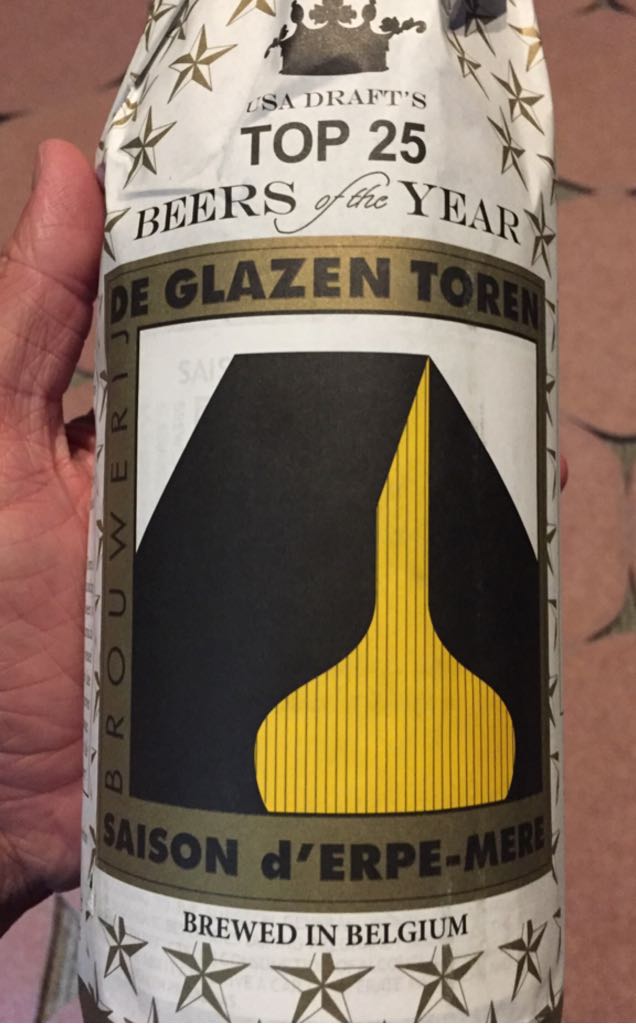 USA DRAFT'S
TOP 25
BEERS of the YEAR
DE GLAZEN TOREN
BROUWERIJ
SAISON d'ERPE-MERE
BREWED IN BELGIUM